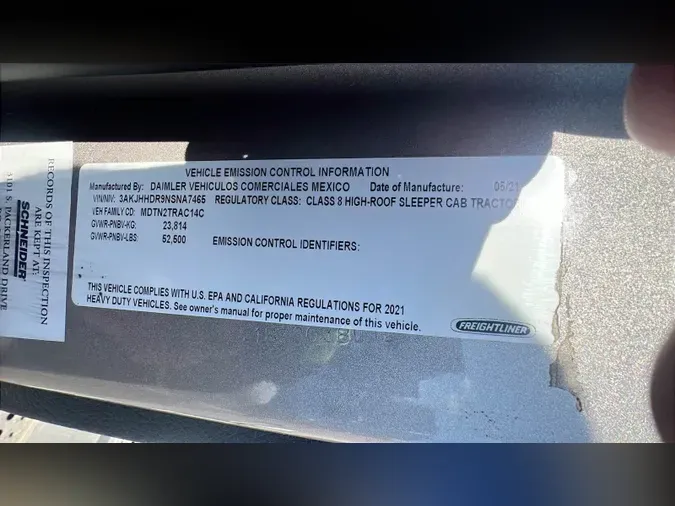 VEHICLE EMISSION CONTROL INFORMATION
Manufactured By: DAIMLER VEHICULOS COMERCIALES MEXICO Date of Manufacture: 05/21
VIN/NIV: 3AKJHHDR9NSNA7465 REGULATORY CLASS: CLASS 8 HIGH-ROOF SLEEPER CAB TRACTO
VEH FAMILY CD: MDTN2TRAC14C
GVWR-PNBV-KG: 23,814
GVWR-PNBV-LBS: 52,500 EMISSION CONTROL IDENTIFIERS:
THIS VEHICLE COMPLIES WITH U.S. EPA AND CALIFORNIA REGULATIONS FOR 2021
HEAVY DUTY VEHICLES. See owner's manual for proper maintenance of this vehicle.
FREIGHTLINER
RECORDS OF THIS INSPECTION
ARE KEPT AT:
SCHNEIDER
3101 S. PACKERLAND DRIVE